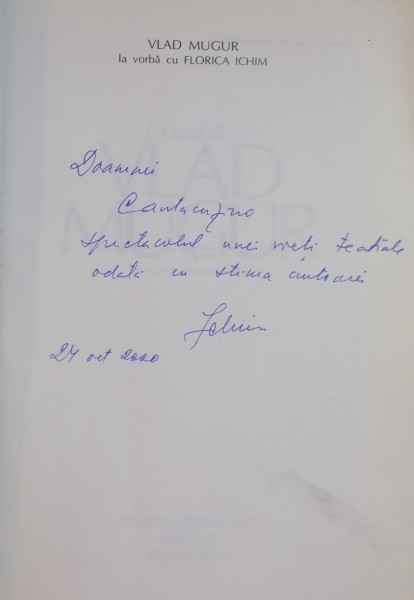 VLAD MUGUR
la vorbă cu FLORICA ICHIM
Doamnei
Cantacuzino
spectacolul unei vieți teatrale
odată cu stima autoarei
Ichim
24 oct 2000